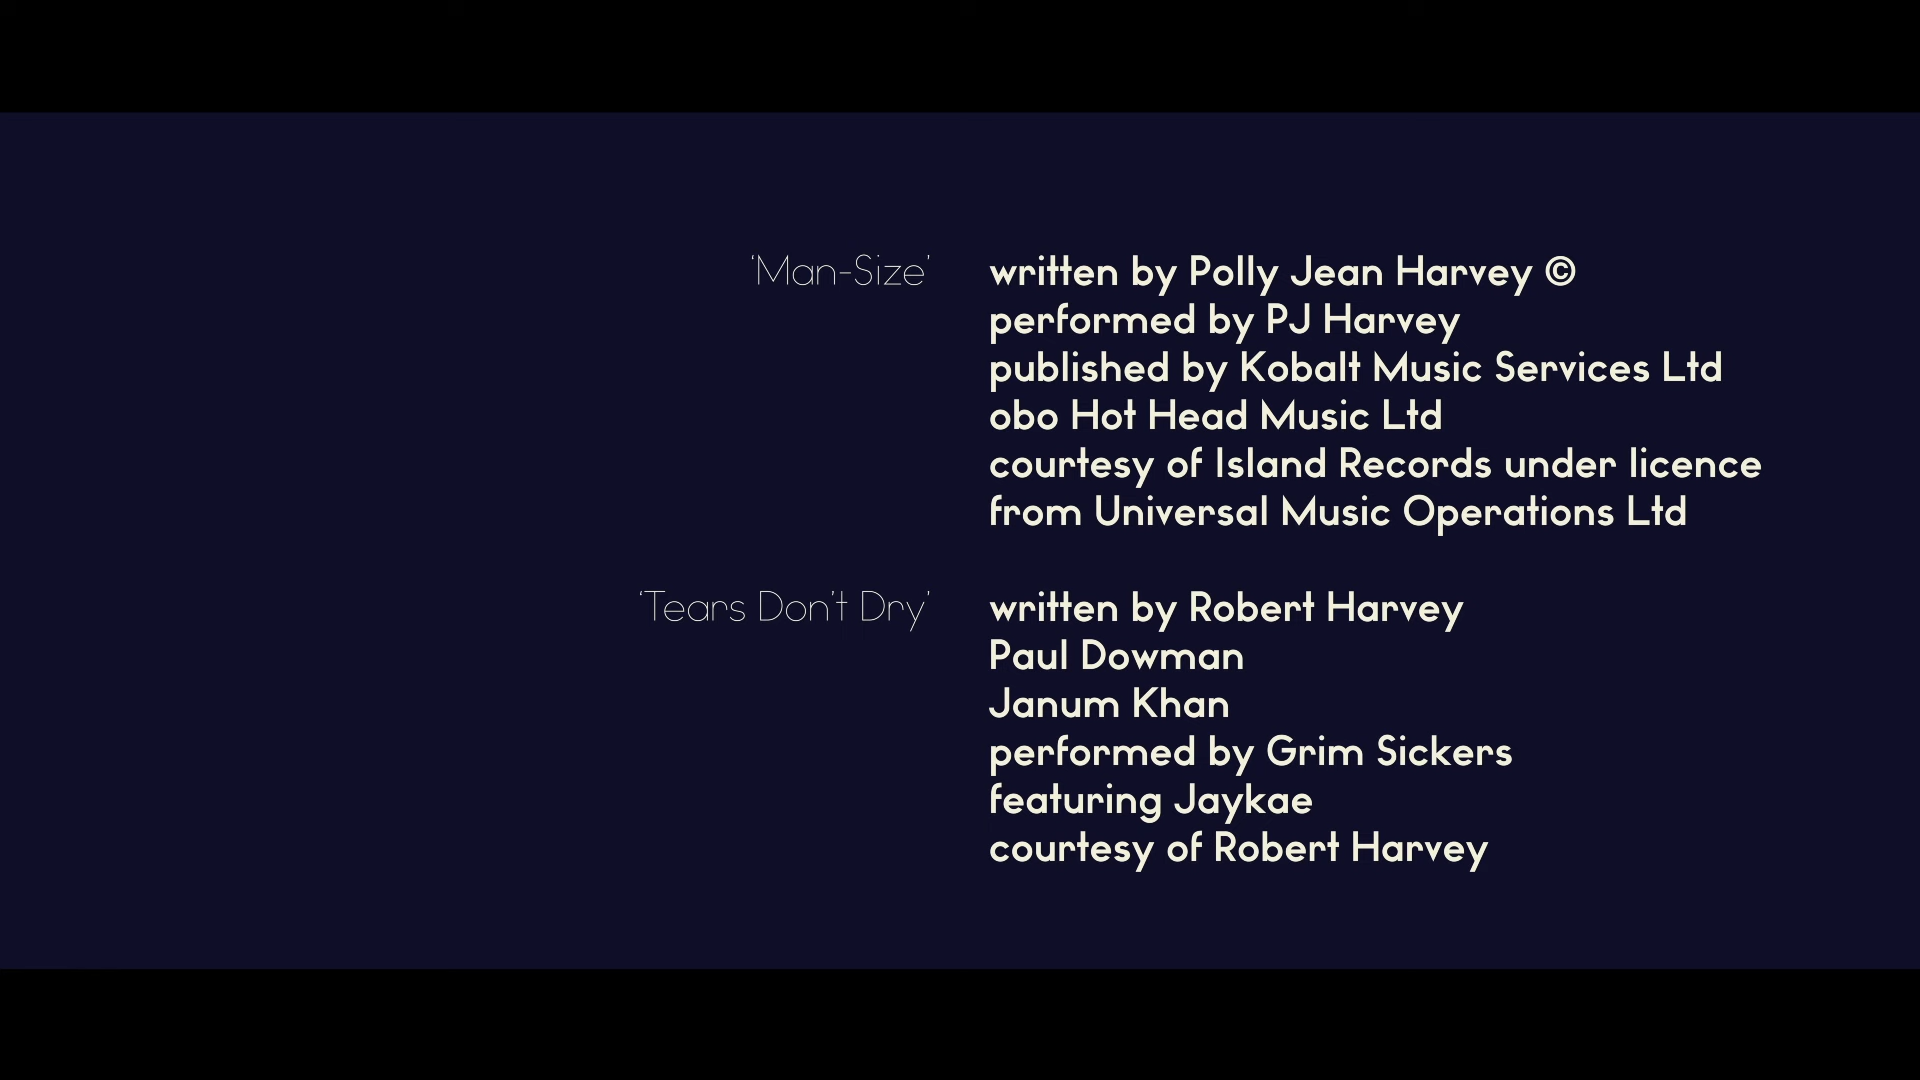 ‘Man-Size’ written by Polly Jean Harvey ©
performed by PJ Harvey
published by Kobalt Music Services Ltd
obo Hot Head Music Ltd
courtesy of Island Records under licence
from Universal Music Operations Ltd
‘Tears Don’t Dry’ written by Robert Harvey
Paul Dowman
Janum Khan
performed by Grim Sickers
featuring Jaykae
courtesy of Robert Harvey